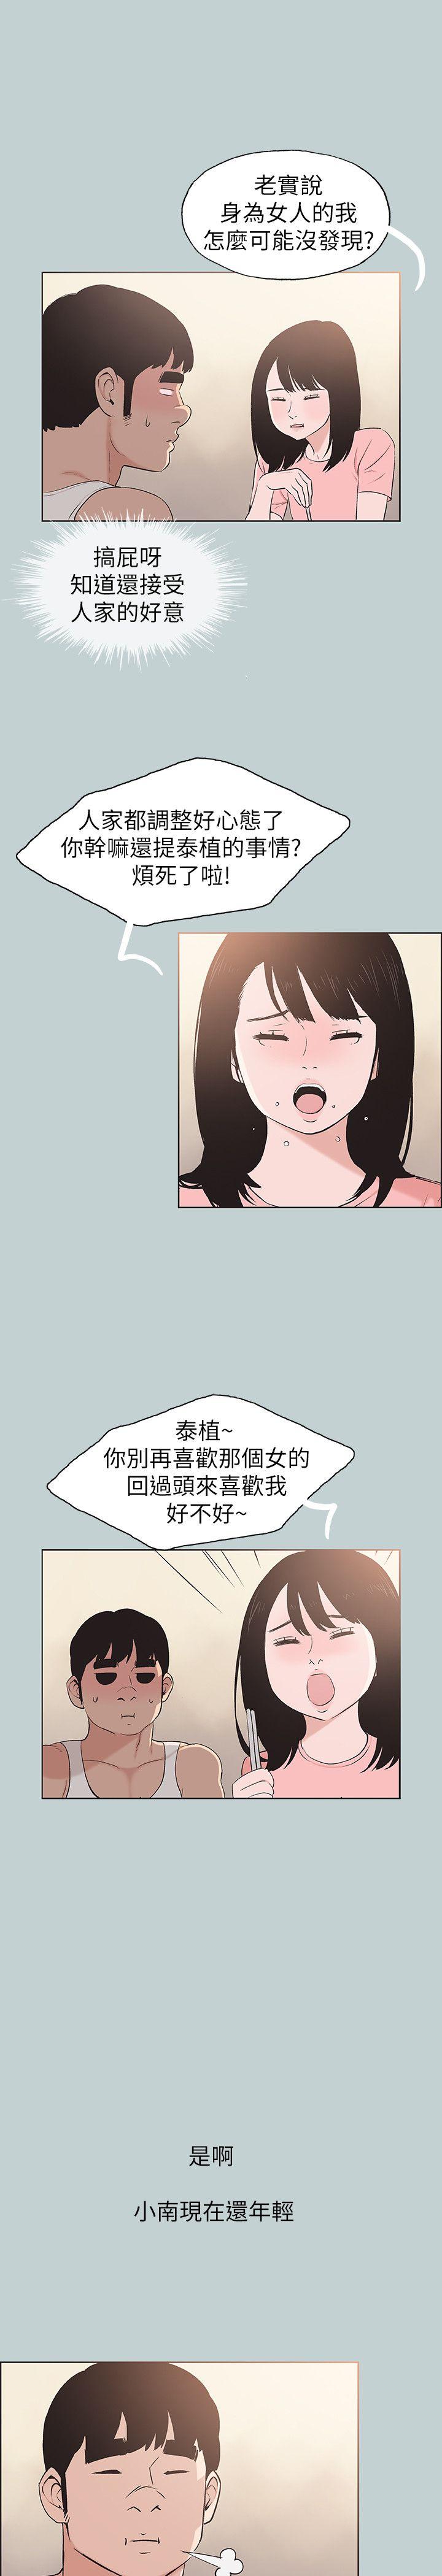 老實說
身為女人的我
怎麼可能沒發現?
搞屁呀
知道還接受
人家的好意
人家都調整好心態了
你幹嘛還提泰植的事情?
煩死了啦!
泰植~
你別再喜歡那個女的
回過頭來喜歡我
好不好~
是啊
小南現在還年輕